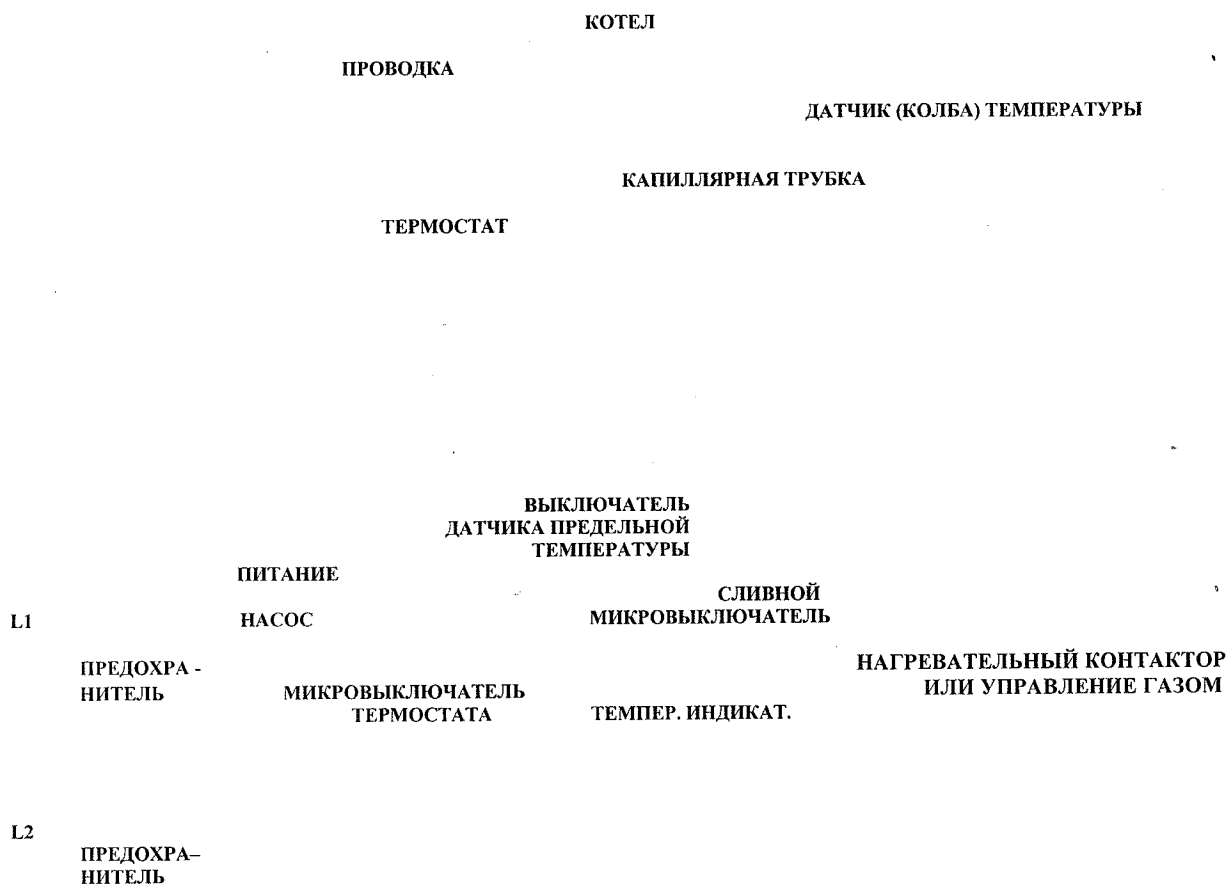 КОТЕЛ
ПРОВОДКА
ДАТЧИК (КОЛБА) ТЕМПЕРАТУРЫ
КАПИЛЛЯРНАЯ ТРУБКА
ТЕРМОСТАТ
ВЫКЛЮЧАТЕЛЬ
ДАТЧИКА ПРЕДЕЛЬНОЙ
ТЕМПЕРАТУРЫ
ПИТАНИЕ
СЛИВНОЙ
МИКРОВЫКЛЮЧАТЕЛЬ
L1
НАСОС
НАГРЕВАТЕЛЬНЫЙ КОНТАКТОР
ИЛИ УПРАВЛЕНИЕ ГАЗОМ
ПРЕДОХРА -
НИТЕЛЬ
МИКРОВЫКЛЮЧАТЕЛЬ
ТЕРМОСТАТА
ТЕМПЕР. ИНДИКАТ.
L2
ПРЕДОХРА–
НИТЕЛЬ